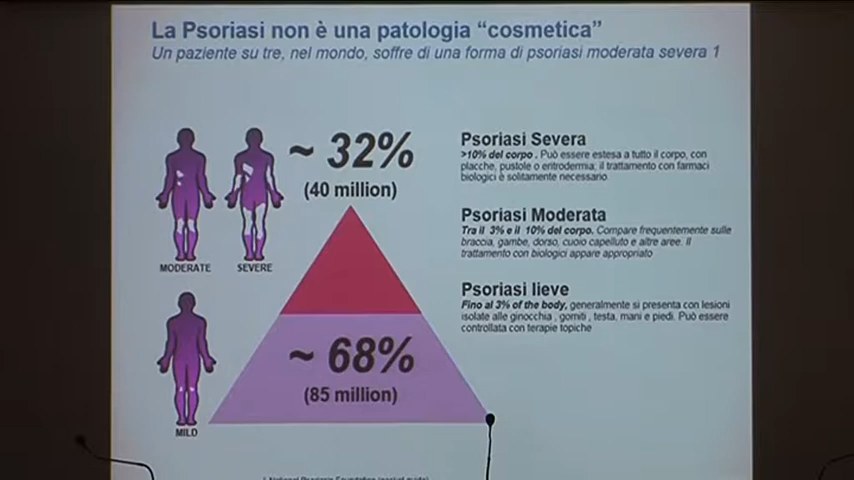 La Psoriasi non è una patologia “cosmetica”
Un paziente su tre, nel mondo, soffre di una forma di psoriasi moderata severa 1
~ 32%
(40 million)
MODERATE
SEVERE
~ 68%
(85 million)
MILD
Psoriasi Severa
>10% del corpo . Può essere estesa a tutto il corpo, con
placche, pustole o eritrodermia; il trattamento con farmaci
biologici è solitamente necessario
Psoriasi Moderata
Tra il 3% e il 10% del corpo. Compare frequentemente sulle
braccia, gambe, dorso, cuoio capelluto e altre aree. Il
trattamento con biologici appare appropriato
Psoriasi lieve
Fino al 3% of the body, generalmente si presenta con lesioni
isolate alle ginocchia , gomiti , testa, mani e piedi. Può essere
controllata con terapie topiche